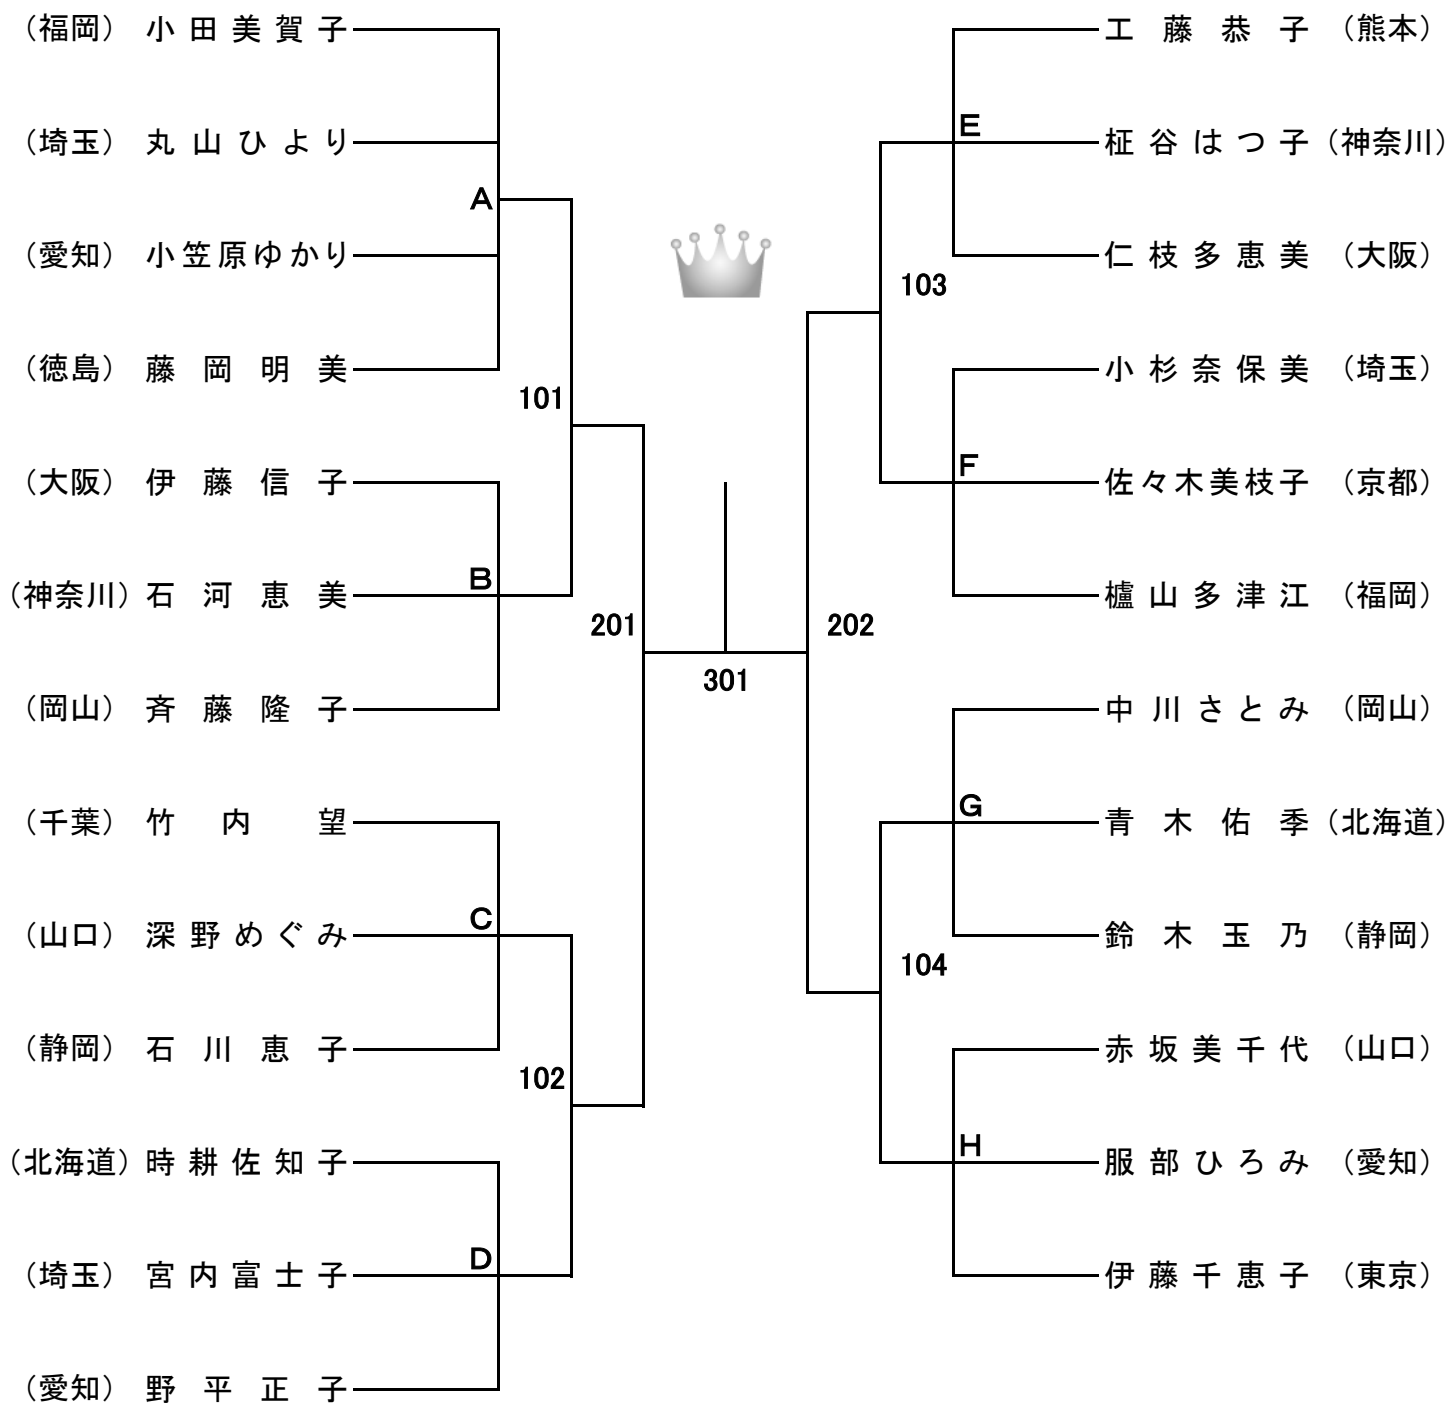 （福岡） 小田美賀子
（埼玉） 丸山ひより
A
（愛知） 小笠原ゆかり
（徳島） 藤岡明美
101
（大阪） 伊藤信子
B
（神奈川） 石河恵美
201
（岡山） 斉藤隆子
（千葉） 竹内望
C
（山口） 深野めぐみ
（静岡） 石川恵子
102
（北海道） 時耕佐知子
D
（埼玉） 宮内富士子
（愛知） 野平正子
301
工藤恭子 （熊本）
E
柾谷はつ子 （神奈川）
仁枝多恵美 （大阪）
103
小杉奈保美 （埼玉）
F
佐々木美枝子 （京都）
櫨山多津江 （福岡）
202
中川さとみ （岡山）
G
青木佑季 （北海道）
鈴木玉乃 （静岡）
104
赤坂美千代 （山口）
H
服部ひろみ （愛知）
伊藤千恵子 （東京）